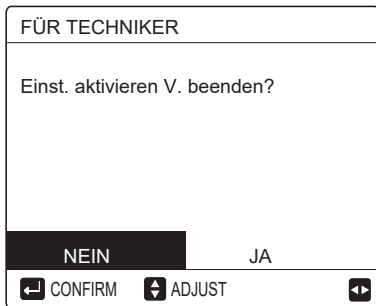 FÜR TECHNIKER
Einst. aktivieren V. beenden?
NEIN JA
CONFIRM ADJUST